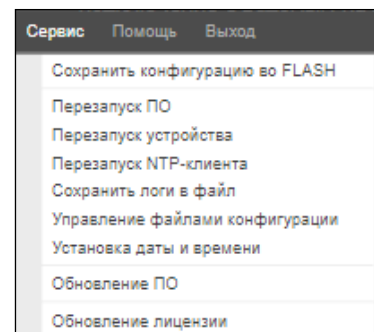 Сервис Помощь Выход
Сохранить конфигурацию во FLASH
Перезапуск ПО
Перезапуск устройства
Перезапуск NTP-клиента
Сохранить логи в файл
Управление файлами конфигурации
Установка даты и времени
Обновление ПО
Обновление лицензии